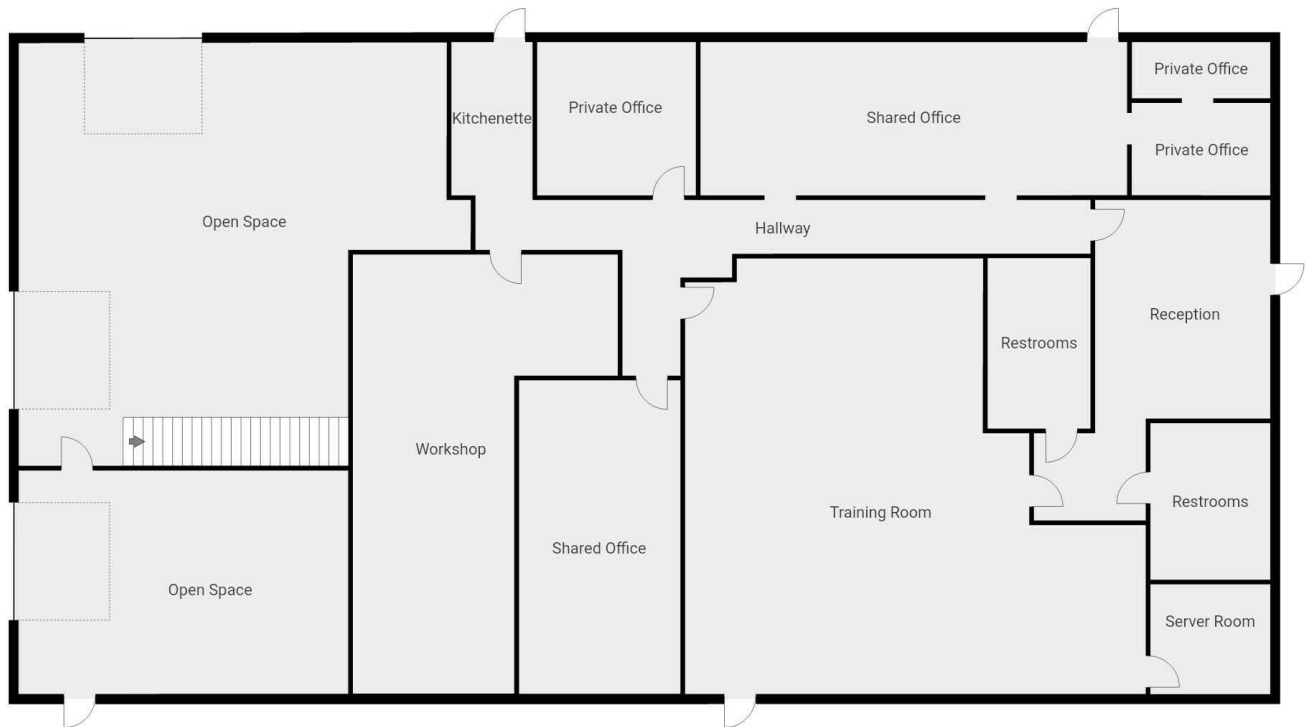 Private Office
Kitchenette
Private Office
Shared Office
Private Office
Open Space
Hallway
Reception
Restrooms
Workshop
Restrooms
Training Room
Shared Office
Open Space
Server Room